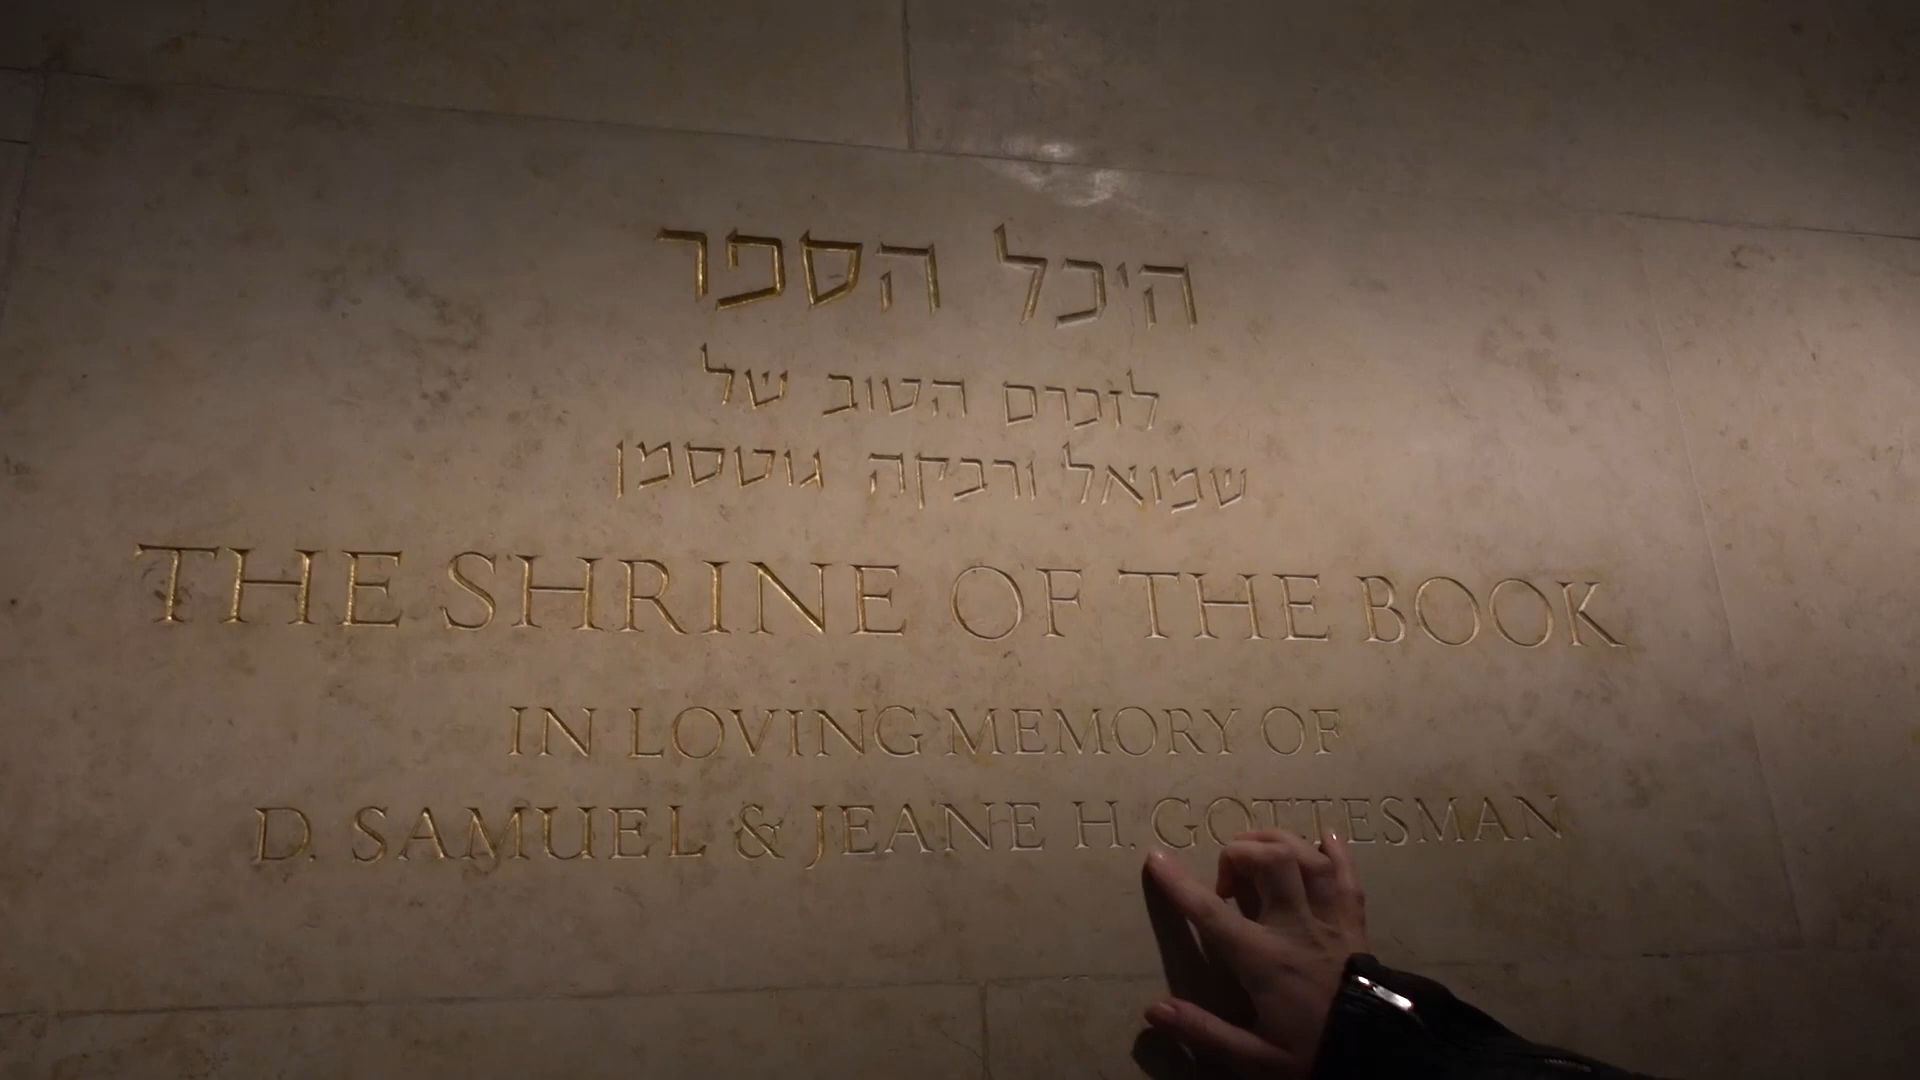 היכל הספר
לזכרם הטוב של
שמואל ורבקה גוטסמן
THE SHRINE OF THE BOOK
IN LOVING MEMORY OF
D. SAMUEL & JEANE H. GOTTESMAN